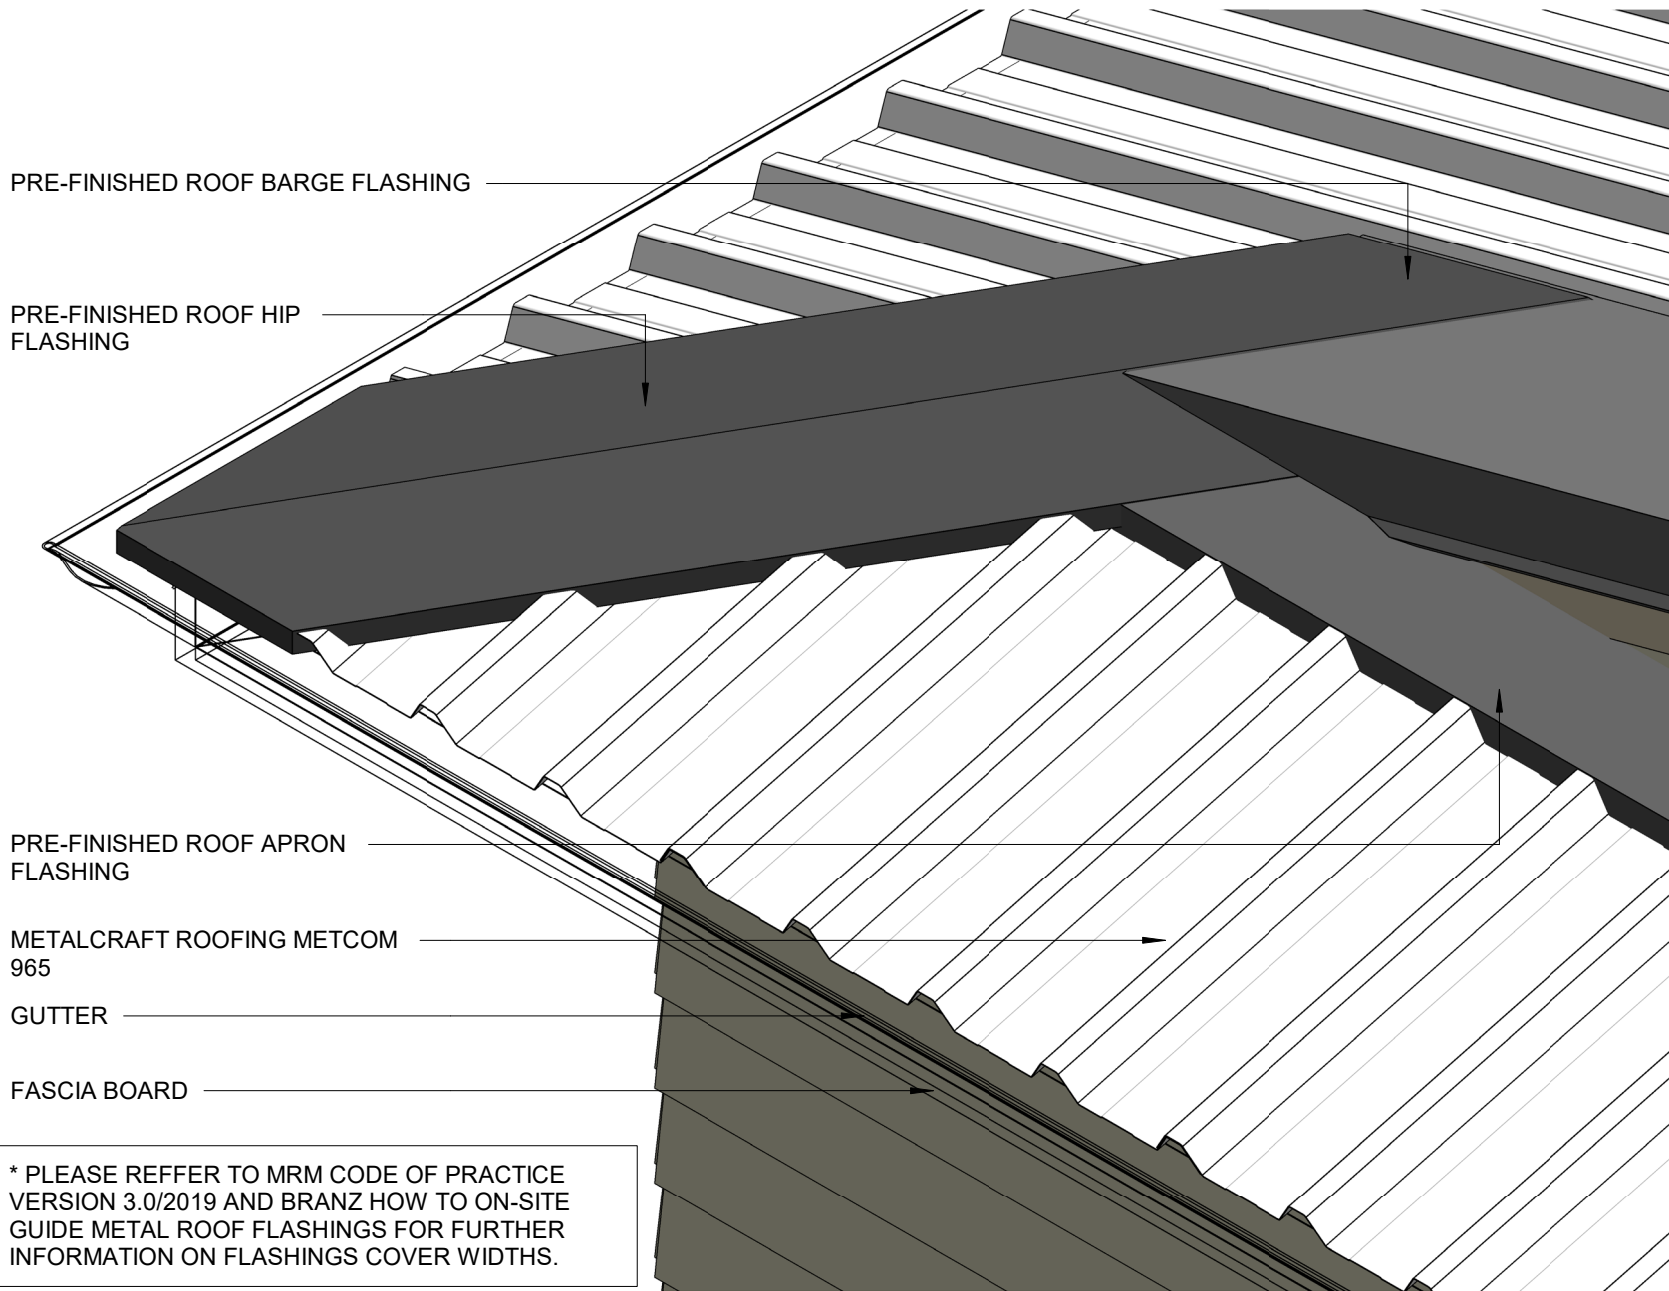 PRE-FINISHED ROOF BARGE FLASHING
PRE-FINISHED ROOF HIP
FLASHING
PRE-FINISHED ROOF APRON
FLASHING
METALCRAFT ROOFING METCOM
965
GUTTER
FASCIA BOARD
* PLEASE REFFER TO MRM CODE OF PRACTICE
VERSION 3.0/2019 AND BRANZ HOW TO ON-SITE
GUIDE METAL ROOF FLASHINGS FOR FURTHER
INFORMATION ON FLASHINGS COVER WIDTHS.